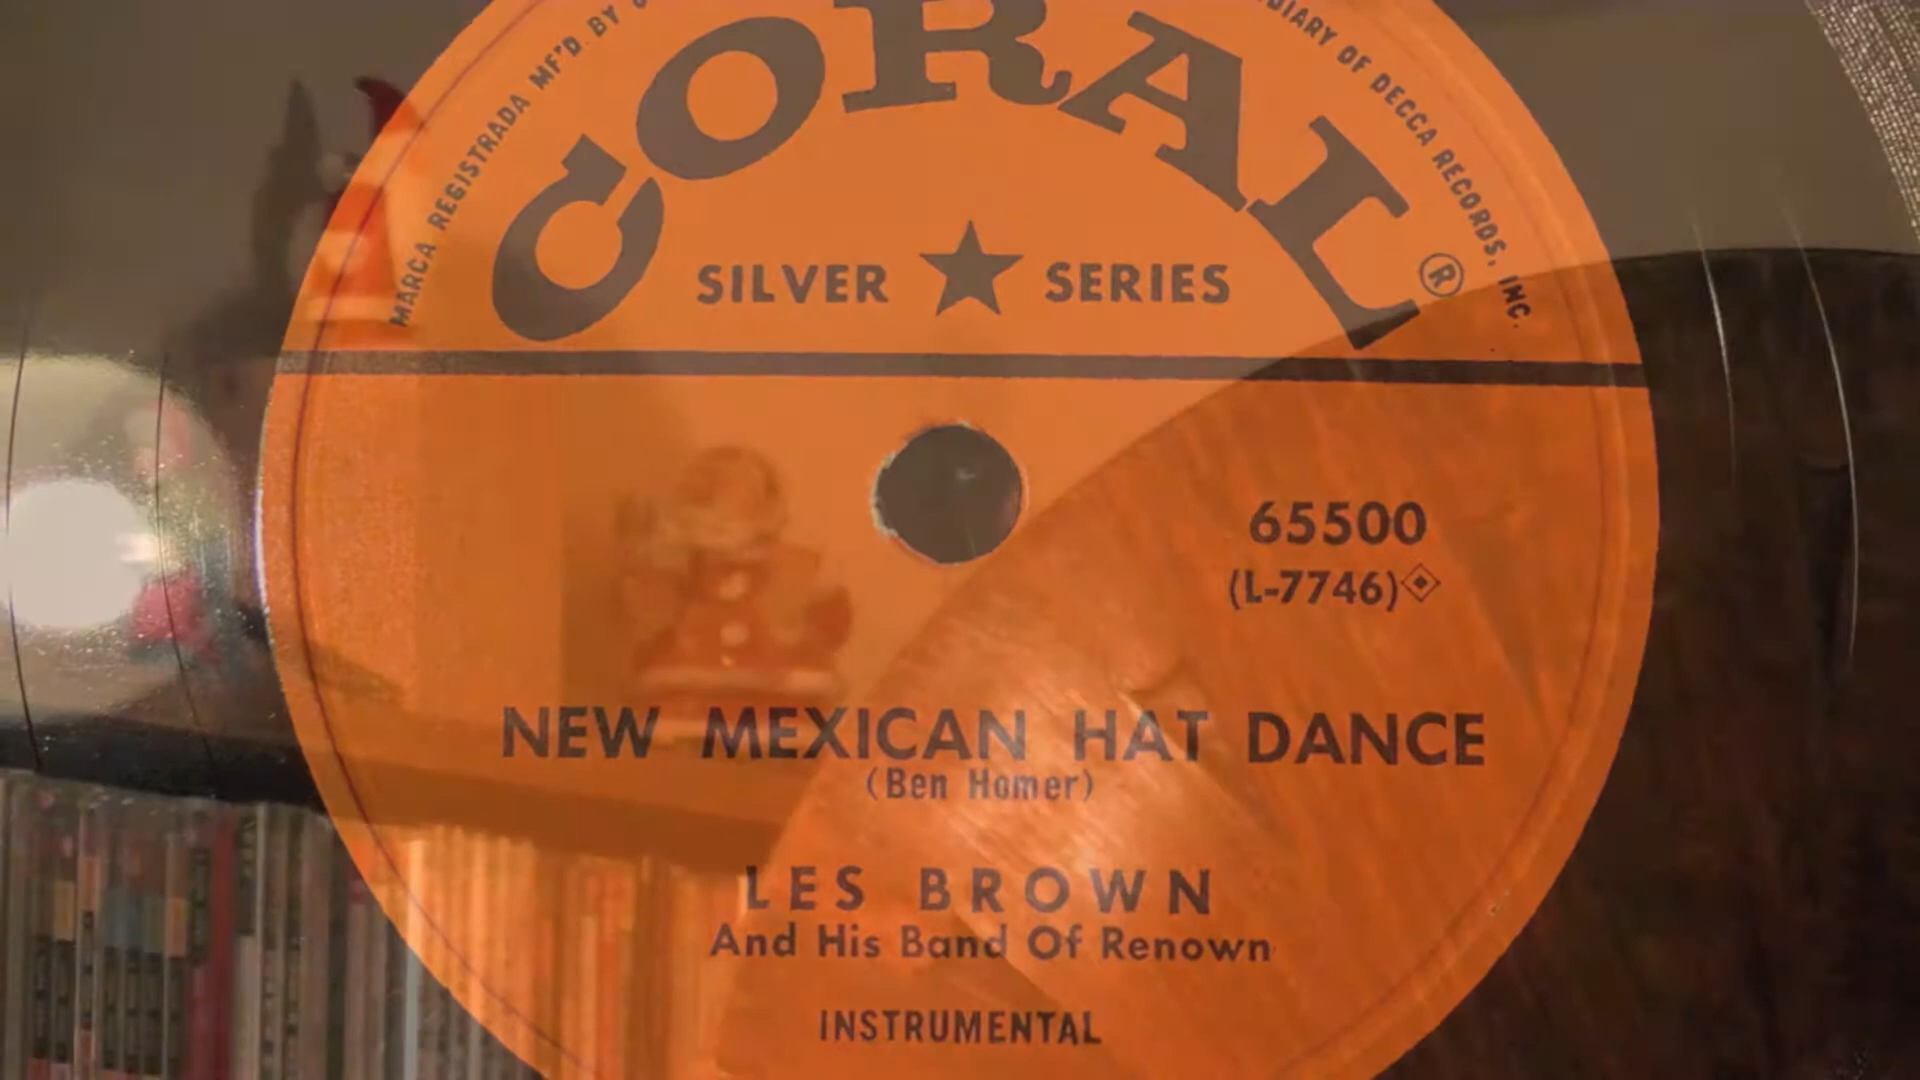 MARCA REGISTRADA MF'D. BY
DIARY OF DECCA RECORDS, INC.
CORAL
®
SILVER ★ SERIES
65500
(L-7746)
NEW MEXICAN HAT DANCE
(Ben Homer)
LES BROWN
And His Band Of Renown
INSTRUMENTAL